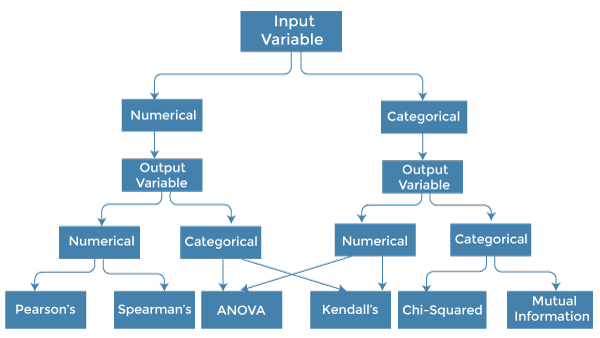 Input
Variable
Numerical
Categorical
Output
Variable
Output
Variable
Numerical
Categorical
Numerical
Categorical
Pearson's
Spearman's
ANOVA
Kendall's
Chi-Squared
Mutual
Information